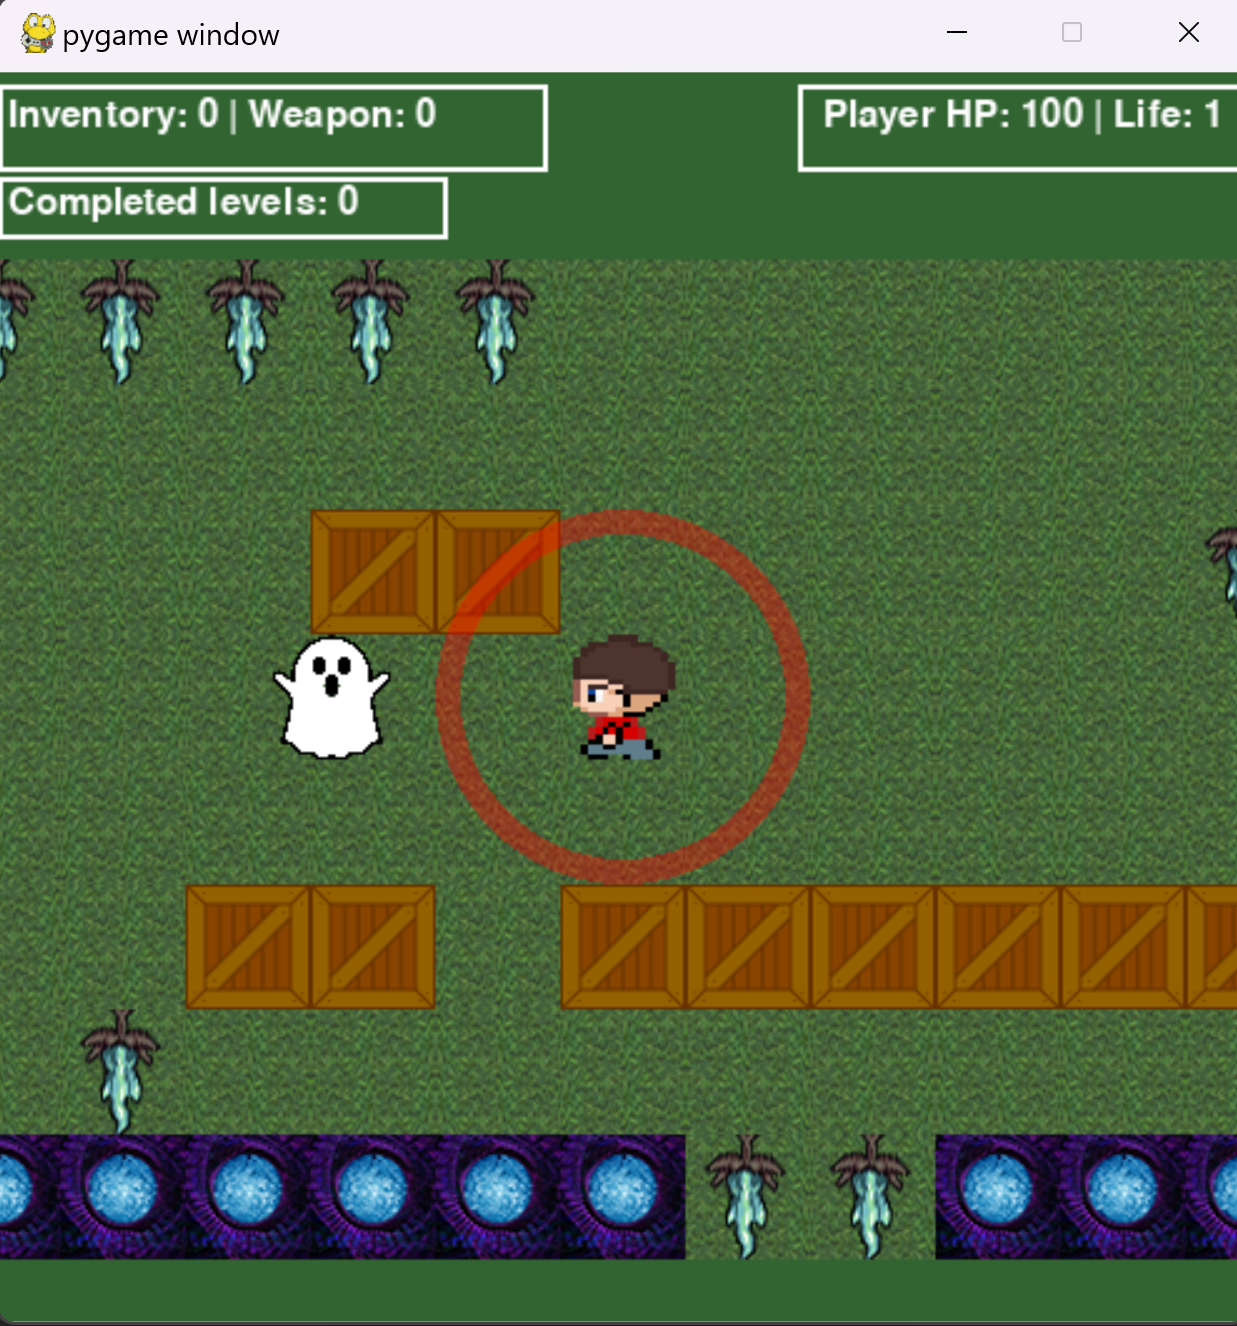 pygame window
Inventory: 0 | Weapon: 0
Player HP: 100 | Life: 1
Completed levels: 0